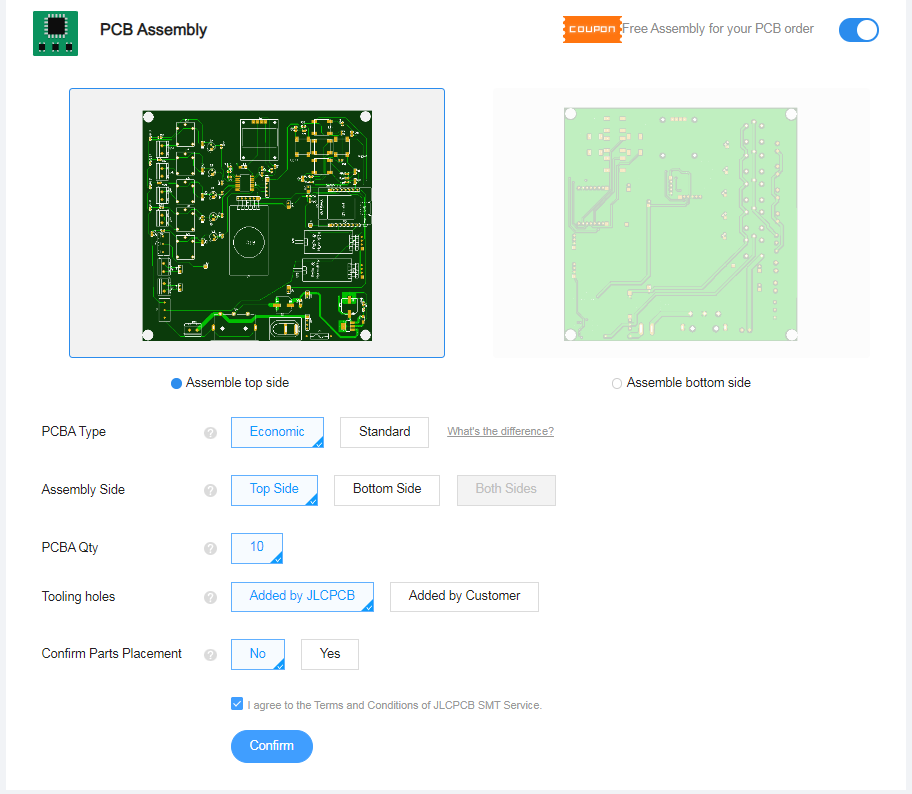 PCB Assembly
COUPON Free Assembly for your PCB order
Assemble top side
Assemble bottom side
PCBA Type ? Economic Standard What's the difference?
Assembly Side ? Top Side Bottom Side Both Sides
PCBA Qty ? 10
Tooling holes ? Added by JLCPCB Added by Customer
Confirm Parts Placement ? No Yes
I agree to the Terms and Conditions of JLCPCB SMT Service.
Confirm